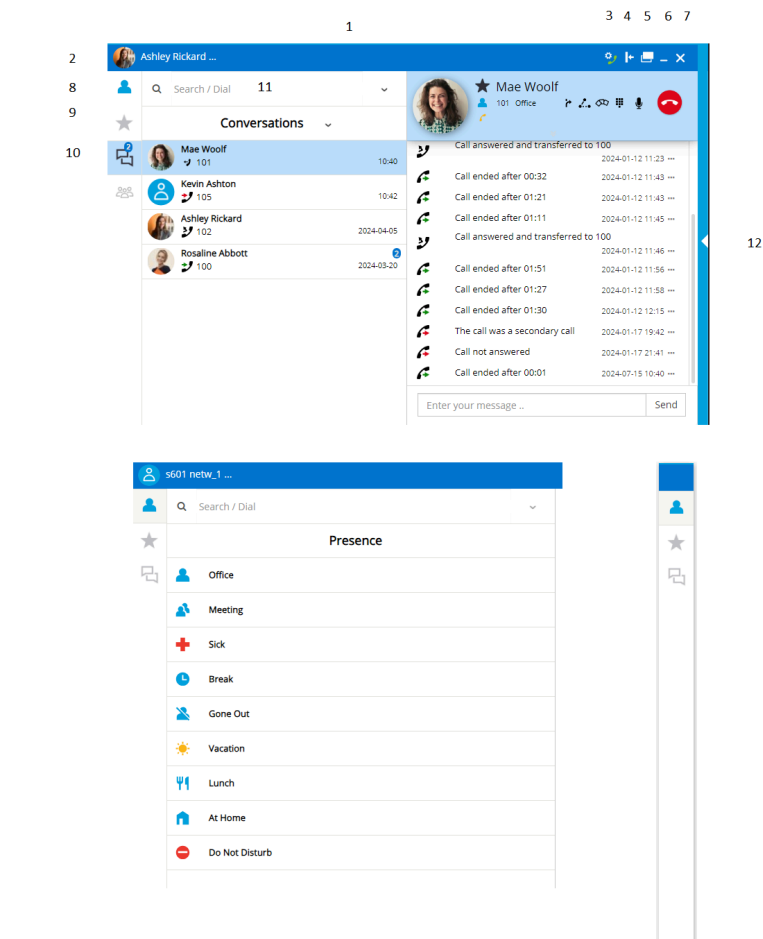 3 4 5 6 7
1
2
Ashley Rickard ...
8
Search / Dial
11
Mae Woolf
101 Office
9
Conversations
10
2
Mae Woolf
101
10:40
Kevin Ashton
105
10:42
Ashley Rickard
102
2024-04-05
Rosaline Abbott
2
100
2024-03-20
Call answered and transferred to 100
2024-01-12 11:23 ···
Call ended after 00:32
2024-01-12 11:43 ···
Call ended after 01:21
2024-01-12 11:43 ···
Call ended after 01:11
2024-01-12 11:45 ···
Call answered and transferred to 100
2024-01-12 11:46 ···
Call ended after 01:51
2024-01-12 11:56 ···
Call ended after 01:27
2024-01-12 11:58 ···
Call ended after 01:30
2024-01-12 12:15 ···
The call was a secondary call
2024-01-17 19:42 ···
Call not answered
2024-01-17 21:41 ···
Call ended after 00:01
2024-07-15 10:40 ···
Enter your message ..
Send
12
s601 netw_1 ...
Search / Dial
Presence
Office
Meeting
Sick
Break
Gone Out
Vacation
Lunch
At Home
Do Not Disturb